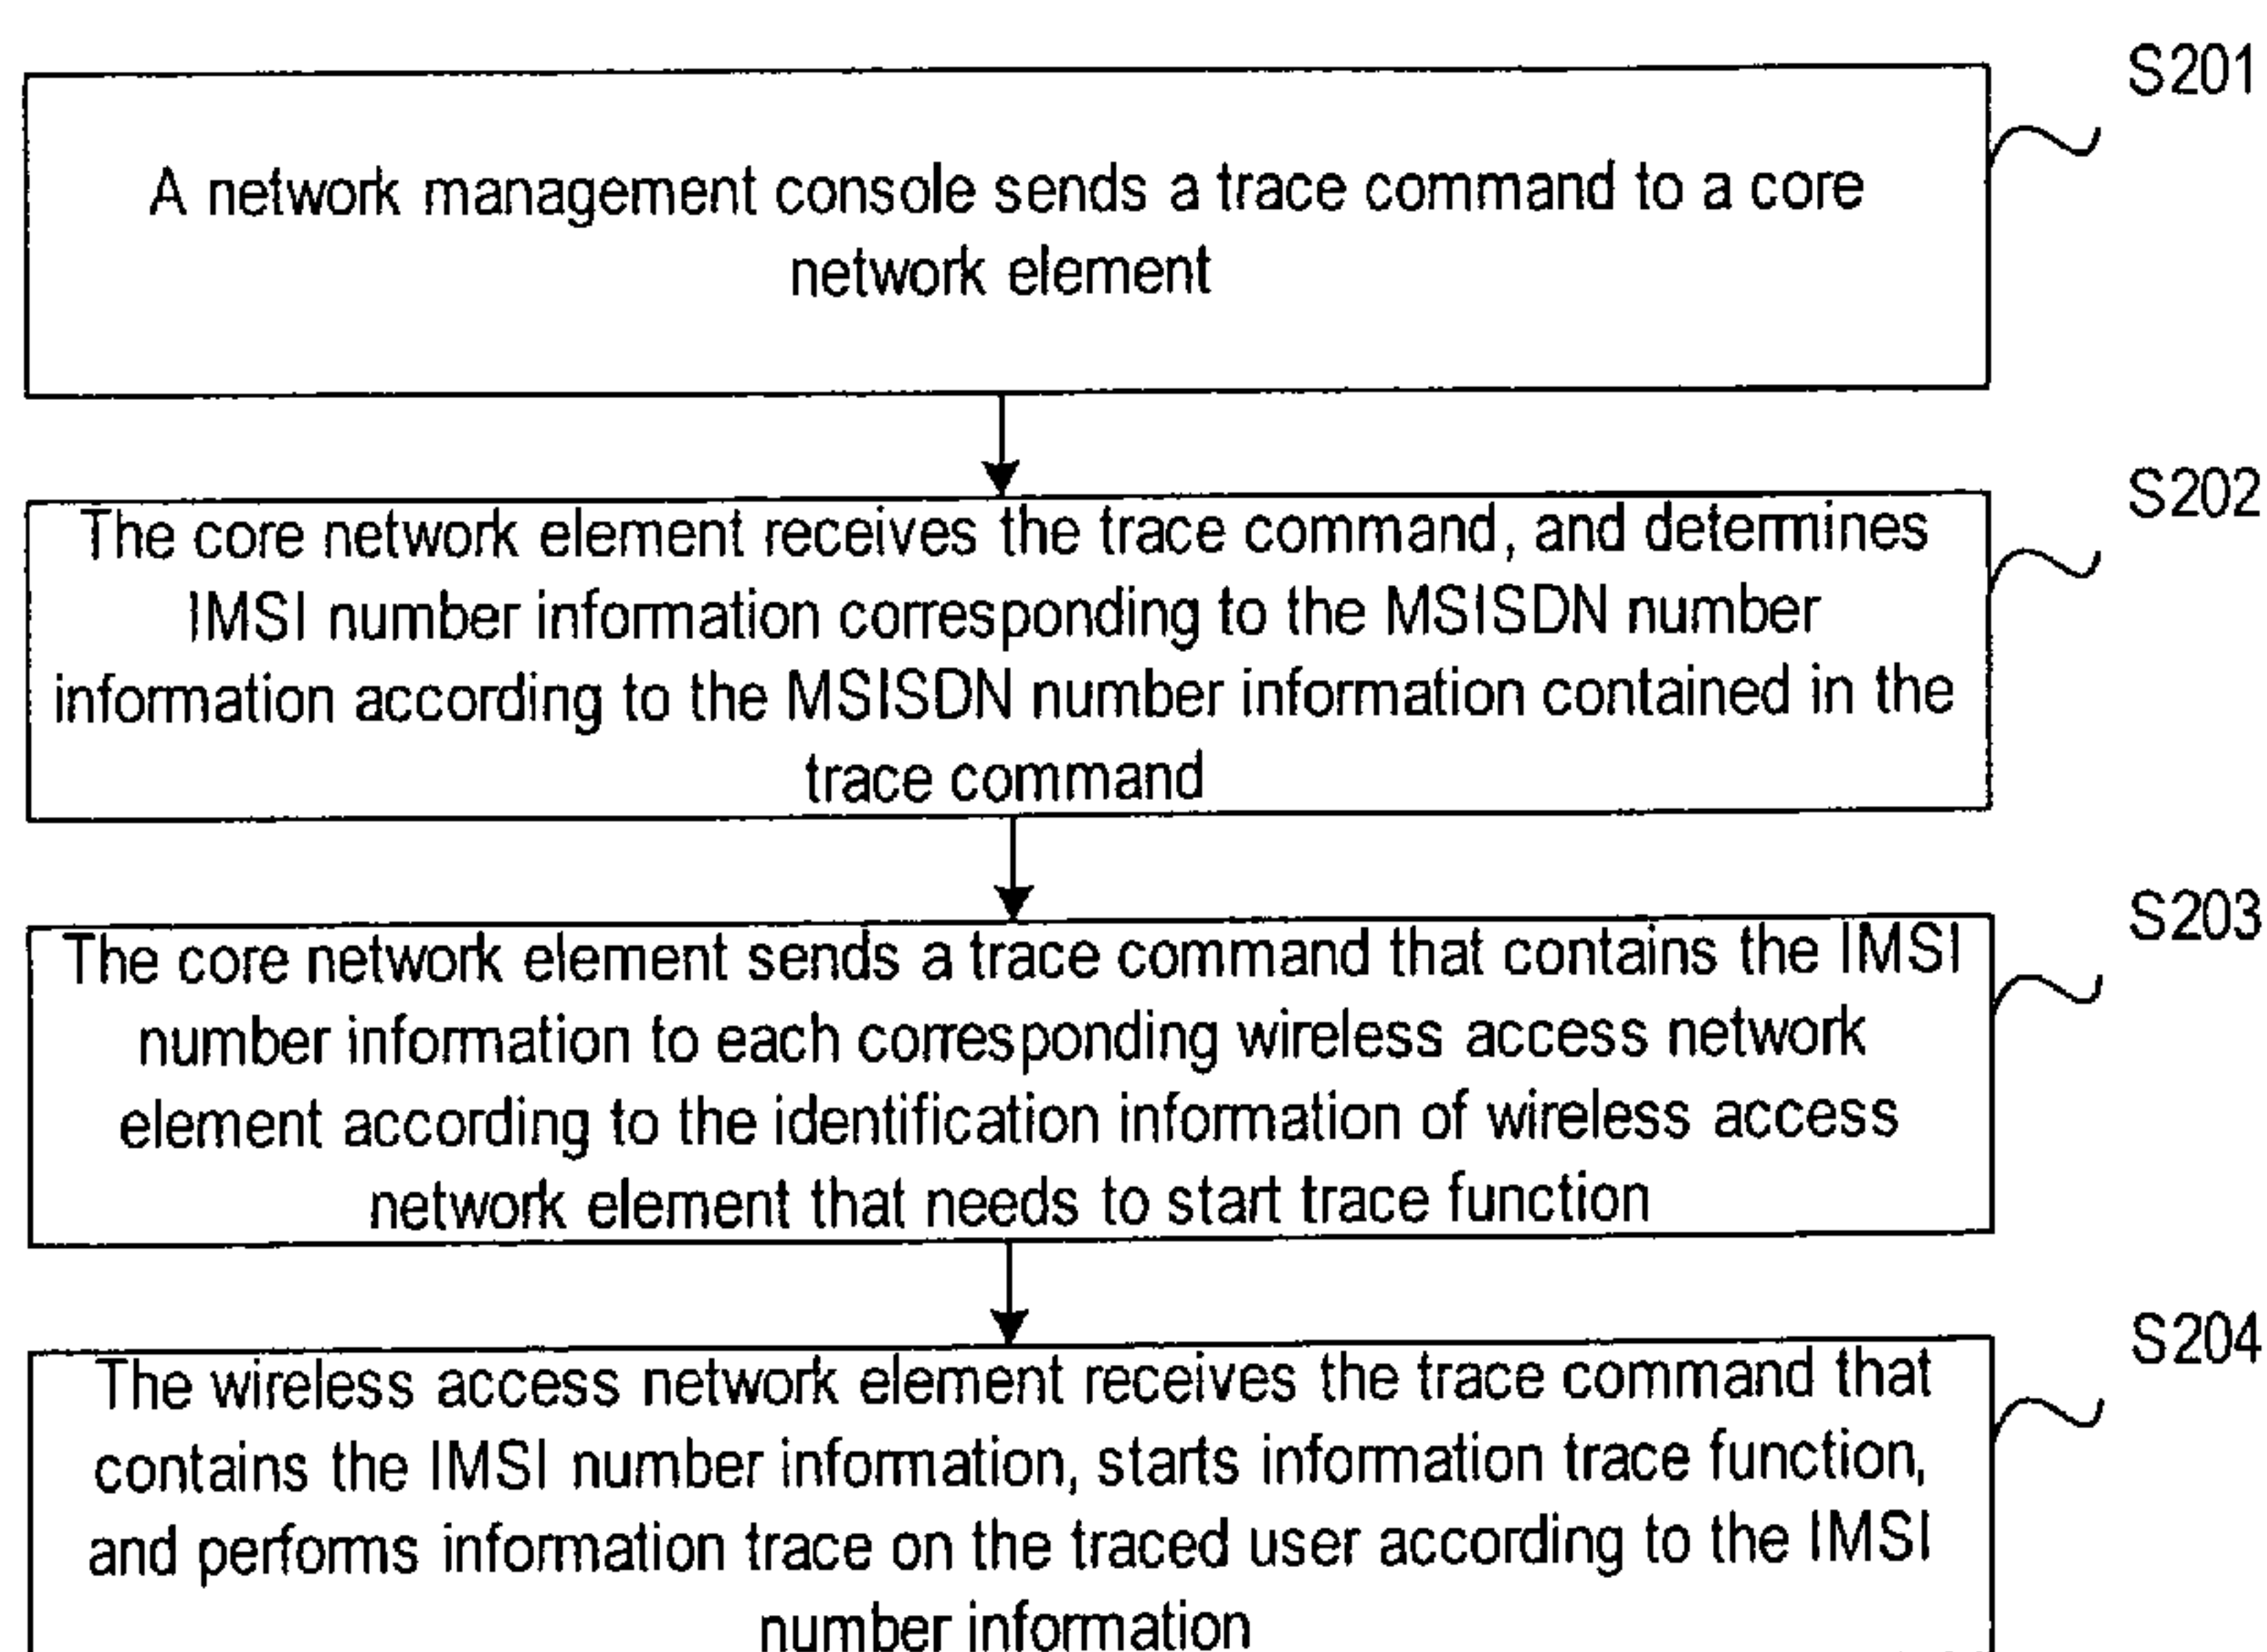 S201
A network management console sends a trace command to a core
network element
S202
The core network element receives the trace command, and determines
IMSI number information corresponding to the MSISDN number
information according to the MSISDN number information contained in the
trace command
S203
The core network element sends a trace command that contains the IMSI
number information to each corresponding wireless access network
element according to the identification information of wireless access
network element that needs to start trace function
S204
The wireless access network element receives the trace command that
contains the IMSI number information, starts information trace function,
and performs information trace on the traced user according to the IMSI
number information